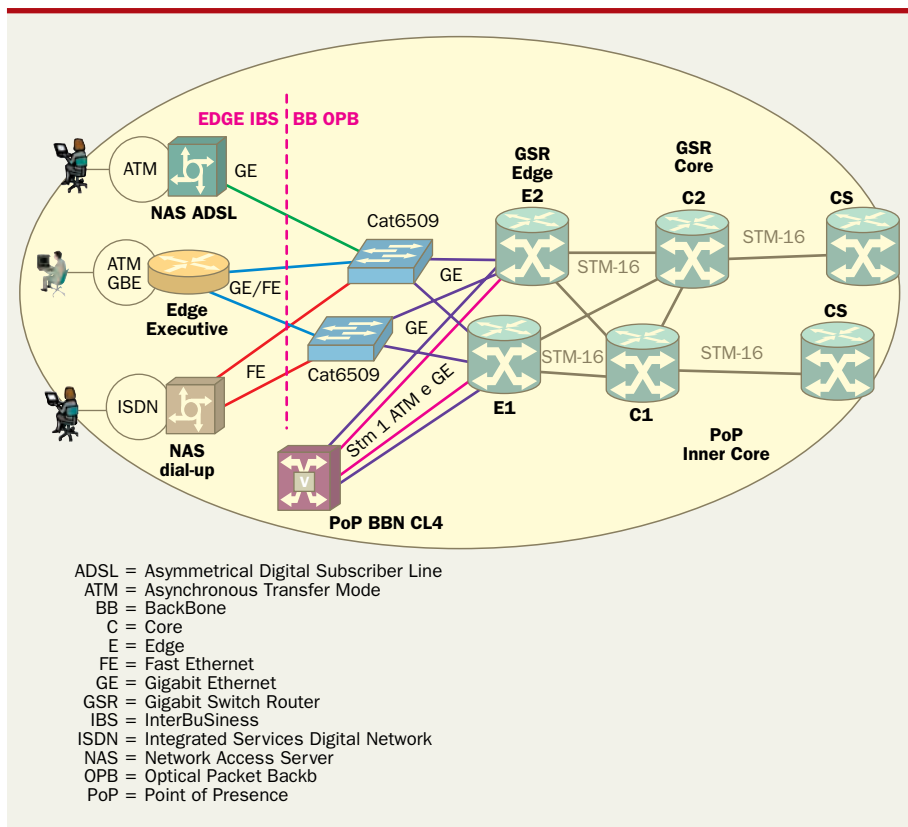 EDGE IBS
BB OPB
ATM
GE
NAS ADSL
ATM
GBE
GE/FE
Edge
Executive
ISDN
FE
NAS
dial-up
Cat6509
GE
GE
Cat6509
GSR
Edge
E2
GSR
Core
C2
CS
STM-16
STM-16
STM-16
STM-16
CS
E1
C1
PoP
Inner Core
Stm 1 ATM e GE
V
PoP BBN CL4
ADSL = Asymmetrical Digital Subscriber Line
ATM = Asynchronous Transfer Mode
BB = BackBone
C = Core
E = Edge
FE = Fast Ethernet
GE = Gigabit Ethernet
GSR = Gigabit Switch Router
IBS = InterBuSiness
ISDN = Integrated Services Digital Network
NAS = Network Access Server
OPB = Optical Packet Backb
PoP = Point of Presence